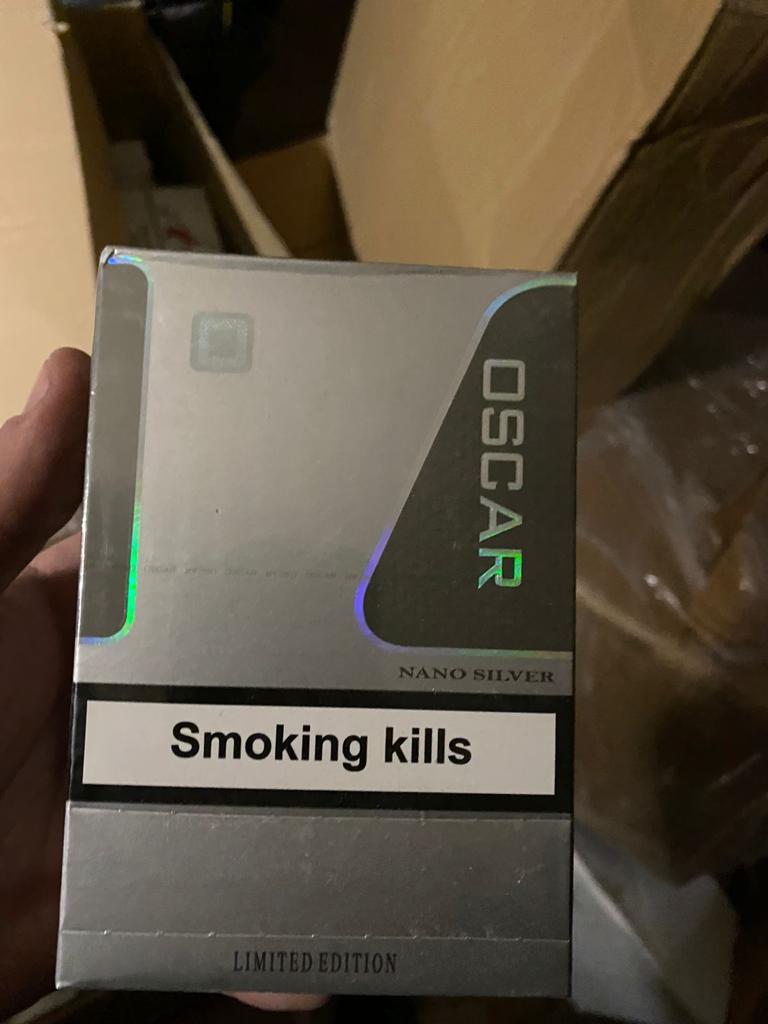 OSCAR
NANO SILVER
Smoking kills
LIMITED EDITION